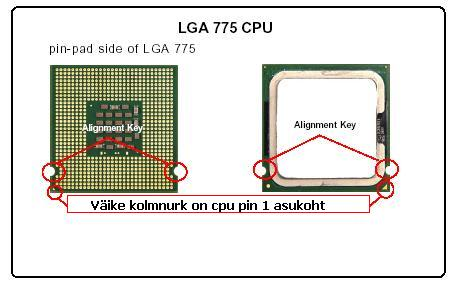 LGA 775 CPU
pin-pad side of LGA 775
Alignment Key
Alignment Key
Väike kolmnurk on cpu pin 1 asukoht